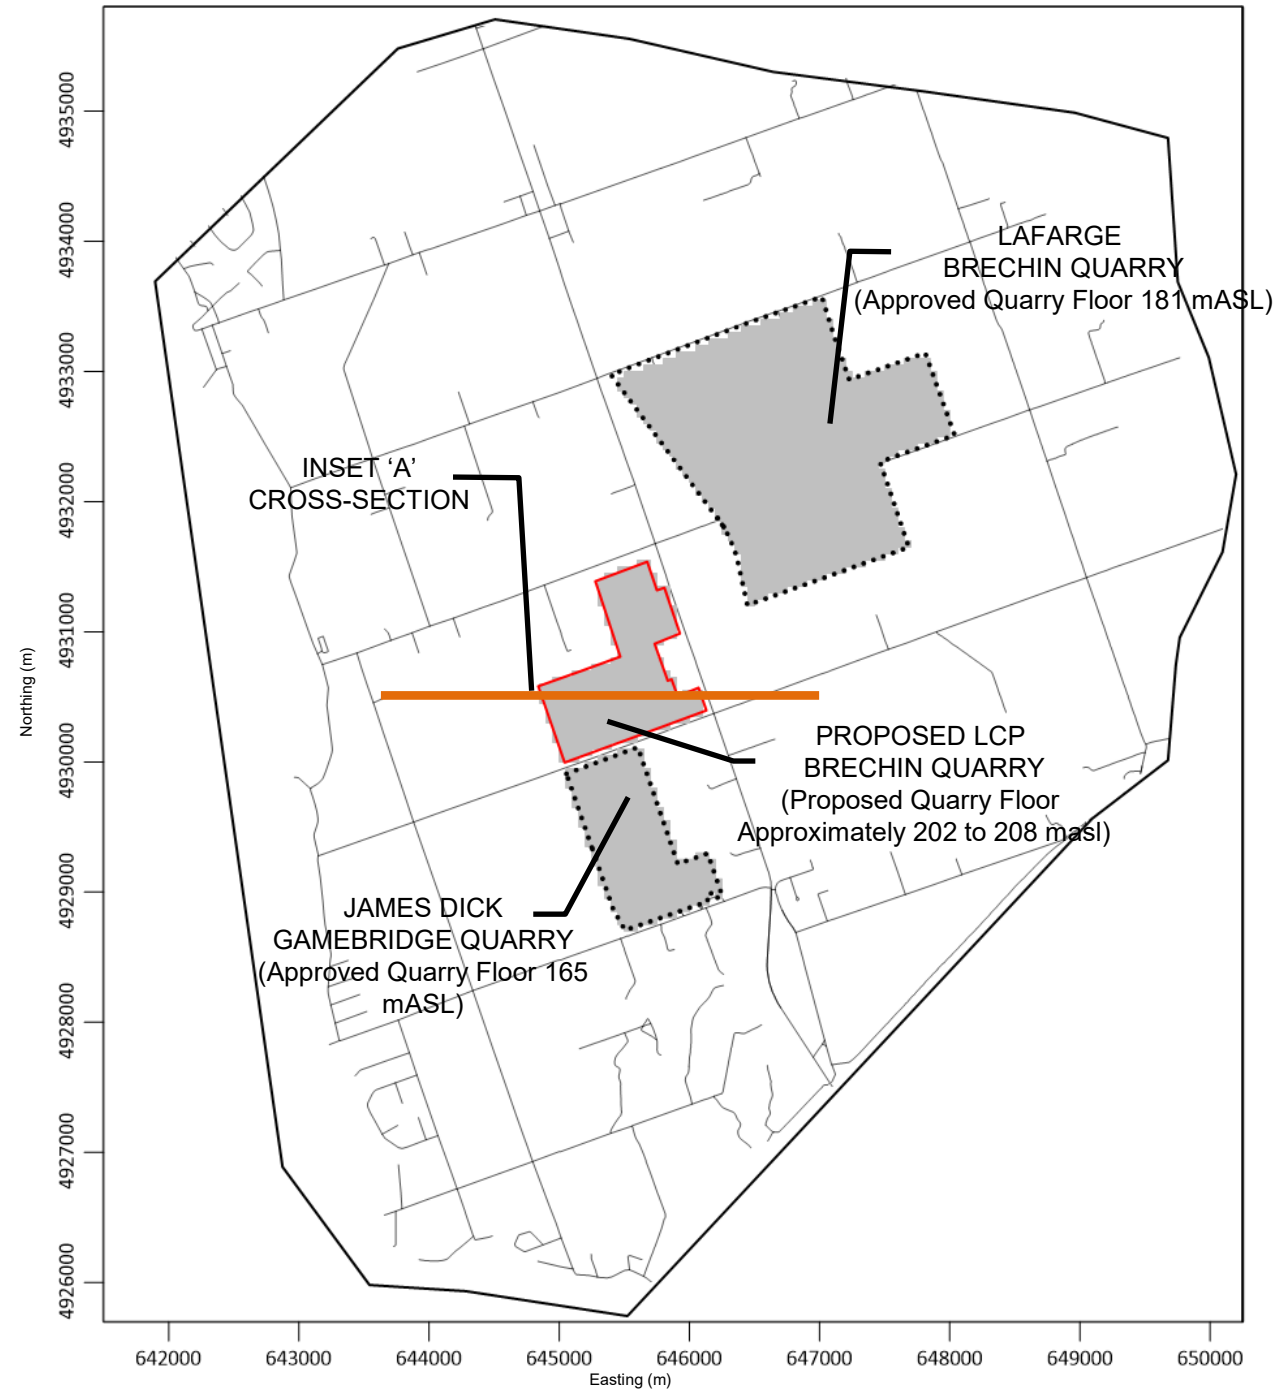 LAFARGE
BRECHIN QUARRY
(Approved Quarry Floor 181 mASL)
INSET ‘A’
CROSS-SECTION
PROPOSED LCP
BRECHIN QUARRY
(Proposed Quarry Floor
Approximately 202 to 208 masl)
JAMES DICK
GAMEBRIDGE QUARRY
(Approved Quarry Floor 165
mASL)
Northing (m)
4935000
4934000
4933000
4932000
4931000
4930000
4929000
4928000
4927000
4926000
642000
643000
644000
645000
646000
647000
648000
649000
650000
Easting (m)